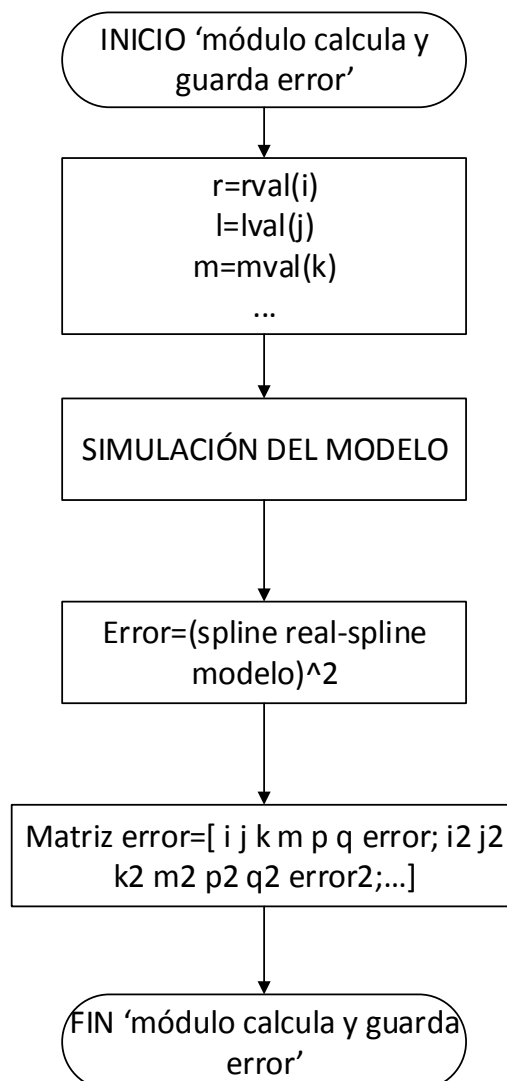 INICIO ‘módulo calcula y
guarda error’
r=rval(i)
l=lval(j)
m=mval(k)
...
SIMULACIÓN DEL MODELO
Error=(spline real-spline
modelo)^2
Matriz error=[ i j k m p q error; i2 j2
k2 m2 p2 q2 error2;...]
FIN ‘módulo calcula y guarda
error’